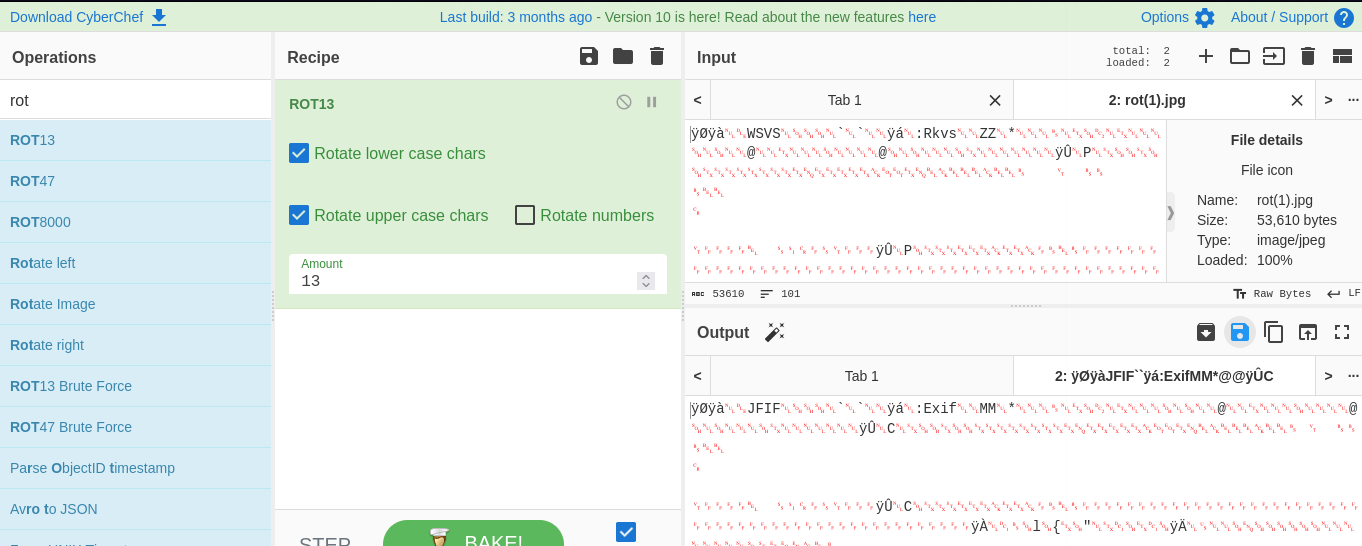 Download CyberChef
Last build: 3 months ago - Version 10 is here! Read about the new features here
Options
About / Support
Operations
Recipe
Input
total: 2
loaded: 2
rot
ROT13
Rotate lower case chars
Rotate upper case chars
Rotate numbers
Amount
13
< Tab 1
2: rot(1).jpg
> ...
ÿØÿà WSVS ` ` ÿá :Rkvs ZZ *
@ @ ÿÛ P
ÿÛ P
File details
File icon
Name: rot(1).jpg
Size: 53,610 bytes
Type: image/jpeg
Loaded: 100%
ROT13
ROT47
ROT8000
Rotate left
Rotate Image
Rotate right
ROT13 Brute Force
ROT47 Brute Force
Parse ObjectID timestamp
Avro to JSON
53610
101
Raw Bytes
LF
Output
< Tab 1
2: ÿØÿàJFIF``ÿá:ExifMM*@@ÿÛC
> ...
ÿØÿà JFIF ` ` ÿá :Exif MM * @ @
ÿÛ C
ÿÛ C
ÿÀ l { " ÿÄ
STEP
BAKE!